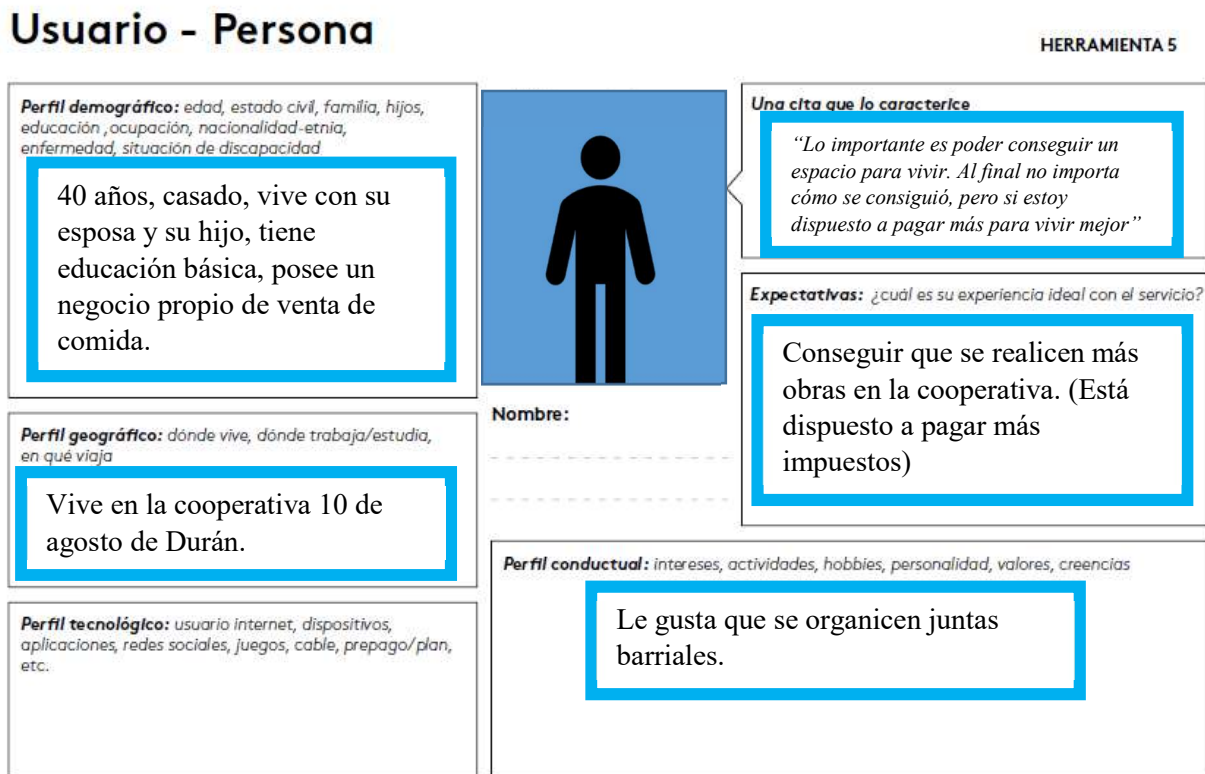 Usuario - Persona
HERRAMIENTA 5
Perfil demográfico: edad, estado civil, familia, hijos,
educación ,ocupación, nacionalidad-etnia,
enfermedad, situación de discapacidad
40 años, casado, vive con su
esposa y su hijo, tiene
educación básica, posee un
negocio propio de venta de
comida.
Perfil geográfico: dónde vive, dónde trabaja/estudia,
en qué viaja
Vive en la cooperativa 10 de
agosto de Durán.
Perfil tecnológico: usuario internet, dispositivos,
aplicaciones, redes sociales, juegos, cable, prepago/plan,
etc.
Nombre:
Una cita que lo caracterice
“Lo importante es poder conseguir un
espacio para vivir. Al final no importa
cómo se consiguió, pero si estoy
dispuesto a pagar más para vivir mejor”
Expectativas: ¿cuál es su experiencia ideal con el servicio?
Conseguir que se realicen más
obras en la cooperativa. (Está
dispuesto a pagar más
impuestos)
Perfil conductual: intereses, actividades, hobbies, personalidad, valores, creencias
Le gusta que se organicen juntas
barriales.